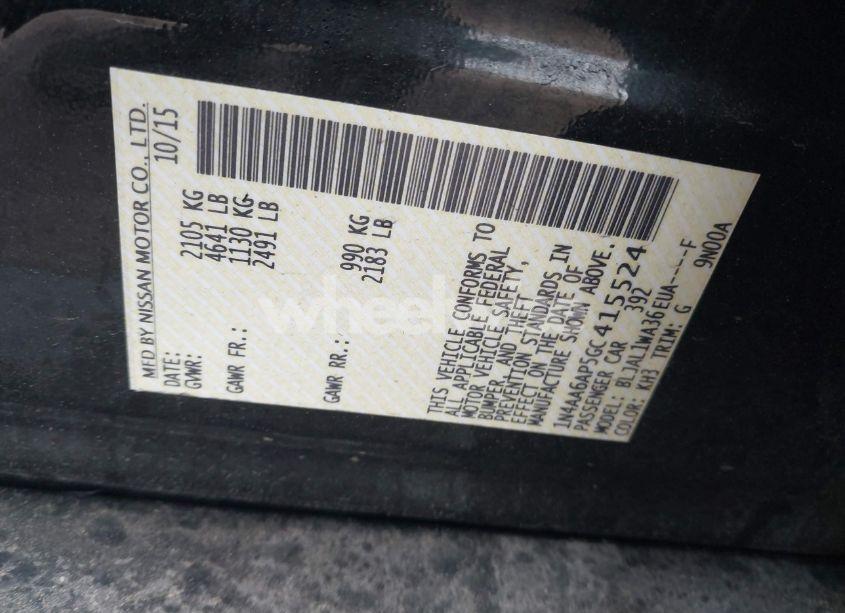 MFD BY NISSAN MOTOR CO., LTD.
DATE: 10/15
GVWR: 2105 KG
4641 LB
GAWR FR.: 1130 KG
2491 LB
GAWR RR.: 990 KG
2183 LB
THIS VEHICLE CONFORMS TO
ALL APPLICABLE FEDERAL
MOTOR VEHICLE SAFETY,
BUMPER, AND THEFT
PREVENTION STANDARDS IN
EFFECT ON THE DATE OF
MANUFACTURE SHOWN ABOVE.
1N4AA6AP5GC415524
PASSENGER CAR 392
MODEL: BLJAL1WA36EUA----F
COLOR: KH3 TRIM: G 9N00A